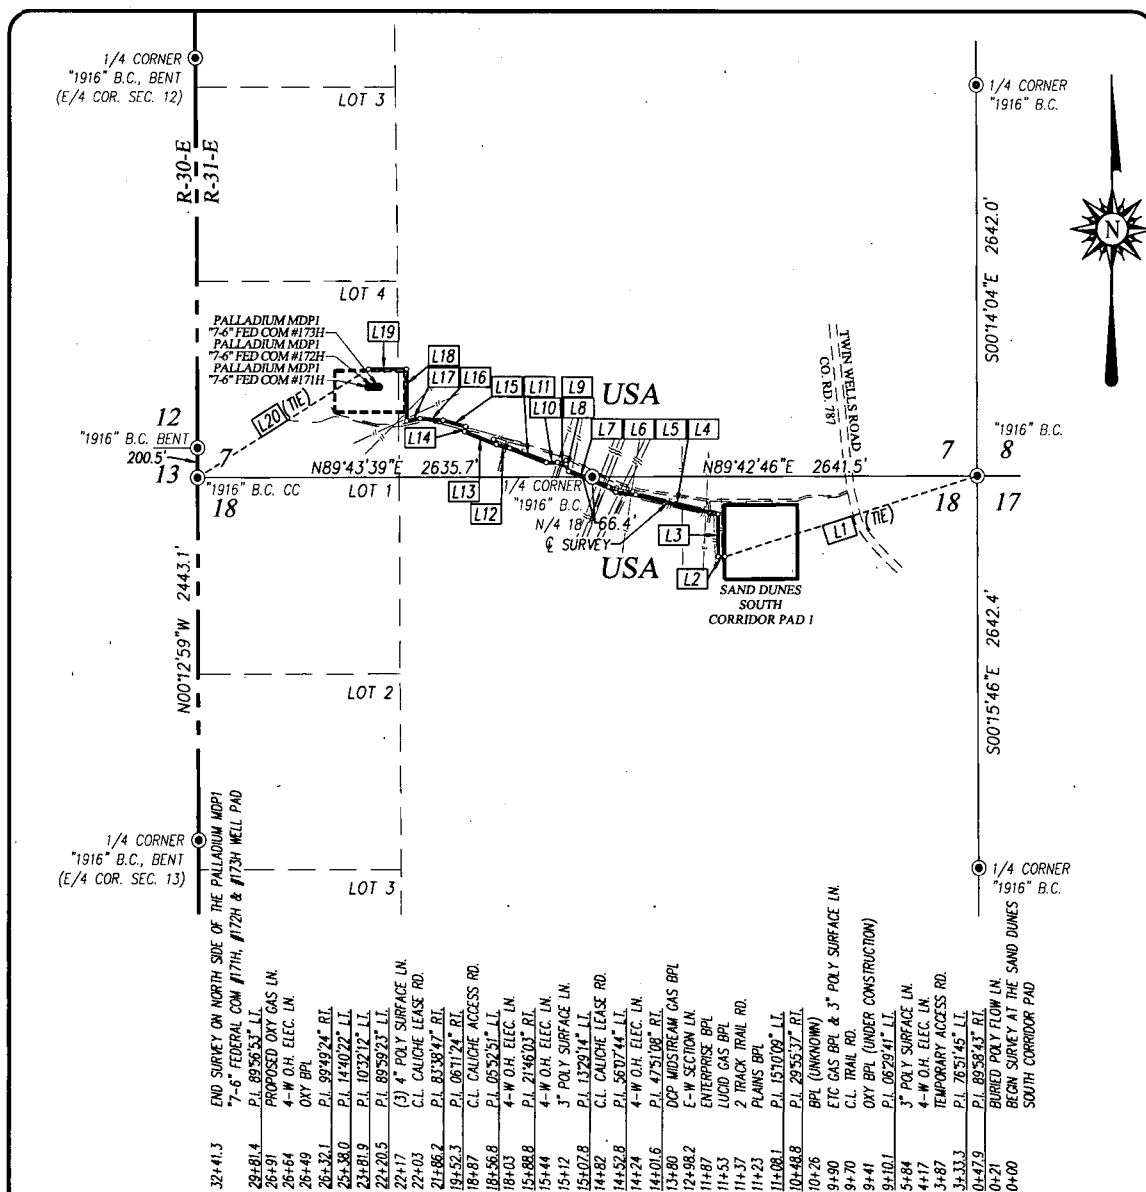 1/4 CORNER
"1916" B.C., BENT
(E/4 COR. SEC. 12)
LOT 3
1/4 CORNER
"1916" B.C.
R-30-E
R-31-E
N
S00°14'04"E 2642.0'
LOT 4
PALLADIUM MDP1
"7-6" FED COM #173H
PALLADIUM MDP1
"7-6" FED COM #172H
PALLADIUM MDP1
"7-6" FED COM #171H
L19
L18
L17
L16
L15
L11
L10
L9
L8
USA
L7
L6
L5
L4
TWIN WELLS ROAD
CO. RD. 787
L20
(TIE)
L14
12
"1916" B.C. BENT
200.5'
7
13
18
"1916" B.C. CC
N89°43'39"E 2635.7'
LOT 1
L13
L12
1/4 CORNER
"1916" B.C.
N/4 18
66.4'
℄ SURVEY
USA
N89°42'46"E 2641.5'
7
8
"1916" B.C.
18
17
L1
(TIE)
L3
L2
SAND DUNES
SOUTH
CORRIDOR PAD 1
N00°12'59"W 2443.1'
S00°15'46"E 2642.4'
LOT 2
1/4 CORNER
"1916" B.C., BENT
(E/4 COR. SEC. 13)
LOT 3
1/4 CORNER
"1916" B.C.
32+41.3 END SURVEY ON NORTH SIDE OF THE PALLADIUM MDP1
"7-6" FEDERAL COM #171H, #172H & #173H WELL PAD
29+81.4 P.I. 89°56'53" LT.
26+91 PROPOSED OXY GAS LN.
26+64 4-W O.H. ELEC. LN.
26+49 OXY BPL
26+32.1 P.I. 99°49'24" RT.
25+38.0 P.I. 14°40'22" LT.
23+81.9 P.I. 10°32'12" LT.
22+20.5 P.I. 89°59'23" LT.
22+17 (3) 4" POLY SURFACE LN.
22+03 C.L. CALICHE LEASE RD.
21+86.2 P.I. 83°38'47" RT.
19+52.3 P.I. 06°11'24" RT.
18+87 C.L. CALICHE ACCESS RD.
18+56.8 P.I. 05°52'51" LT.
18+03 4-W O.H. ELEC. LN.
15+88.8 P.I. 21°46'03" RT.
15+44 4-W O.H. ELEC. LN.
15+12 3" POLY SURFACE LN.
15+07.8 P.I. 13°29'14" LT.
14+82 C.L. CALICHE LEASE RD.
14+52.8 P.I. 56°07'44" LT.
14+24 4-W O.H. ELEC. LN.
14+01.6 P.I. 47°51'08" RT.
13+80 DCP MIDSTREAM GAS BPL
12+98.2 E-W SECTION LN.
11+87 ENTERPRISE BPL
11+53 LUCID GAS BPL
11+37 2 TRACK TRAIL RD.
11+23 PLAINS BPL
11+08.1 P.I. 15°10'09" LT.
10+48.8 P.I. 29°55'37" RT.
10+26 BPL (UNKNOWN)
9+90 ETC GAS BPL & 3" POLY SURFACE LN.
9+70 C.L. TRAIL RD.
9+41 OXY BPL (UNDER CONSTRUCTION)
9+10.1 P.I. 06°29'41" LT.
5+84 3" POLY SURFACE LN.
4+17 4-W O.H. ELEC. LN.
3+87 TEMPORARY ACCESS RD.
3+33.3 P.I. 76°51'45" LT.
0+47.9 P.I. 89°58'43" RT.
0+21 BURIED POLY FLOW LN.
0+00 BEGIN SURVEY AT THE SAND DUNES
SOUTH CORRIDOR PAD